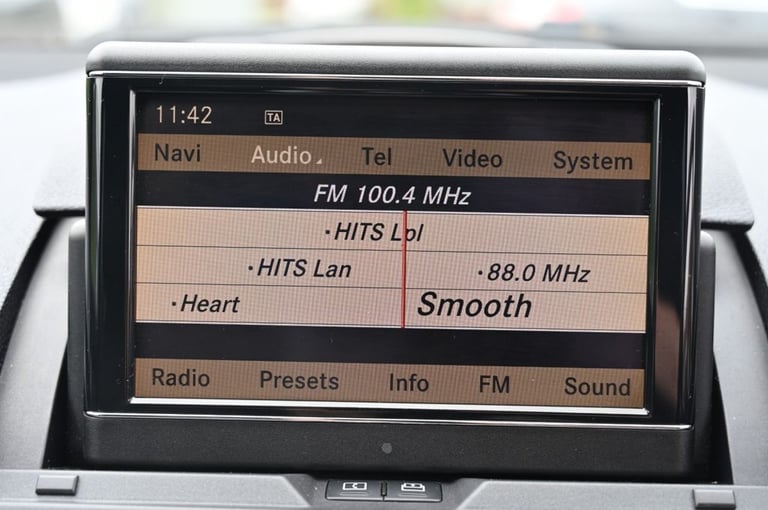 11:42 TA
Navi Audio Tel Video System
FM 100.4 MHz
·HITS Lpl
·HITS Lan ·88.0 MHz
·Heart Smooth
Radio Presets Info FM Sound